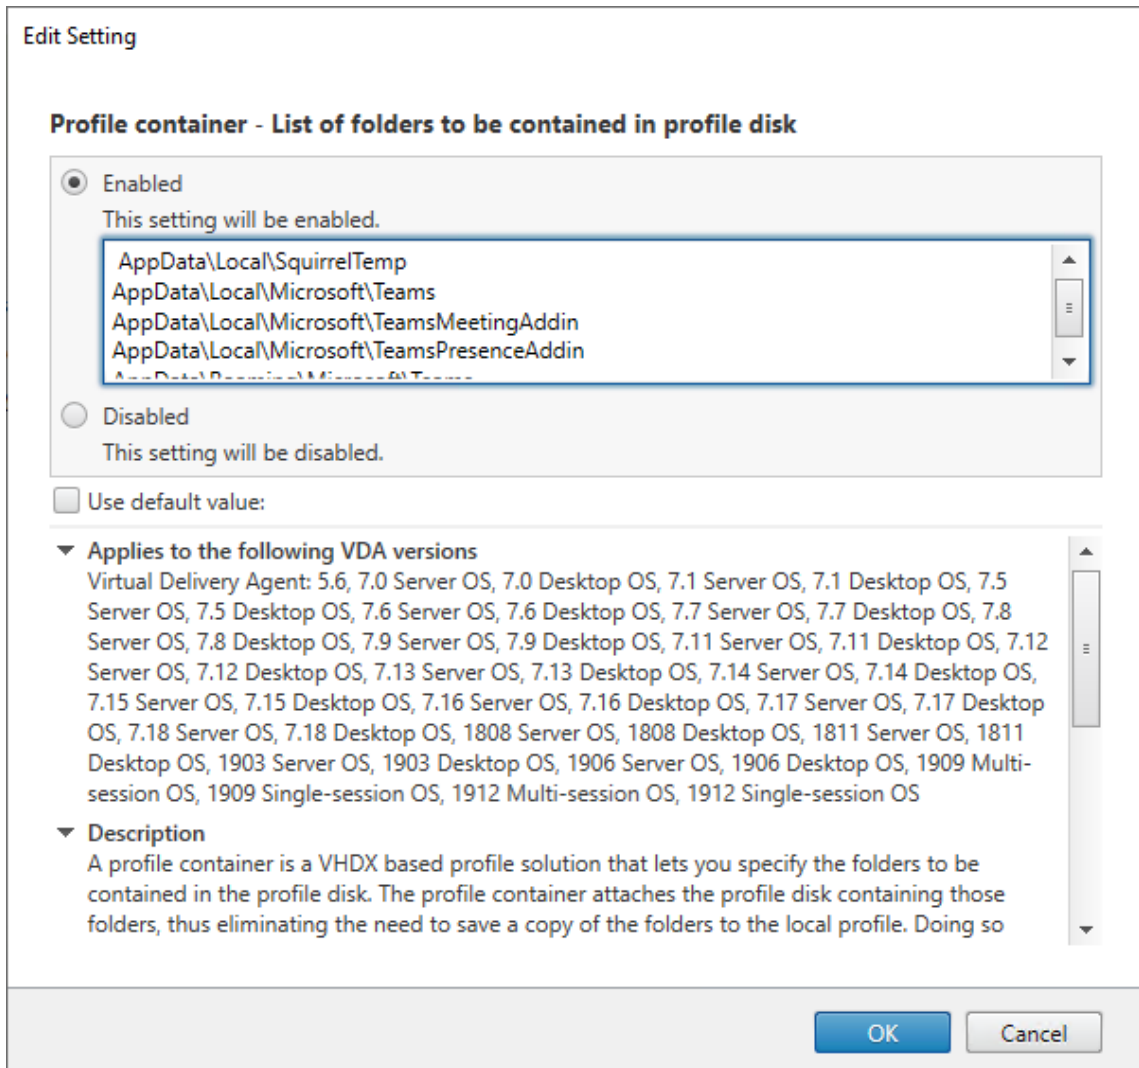 Edit Setting
Profile container - List of folders to be contained in profile disk
Enabled
This setting will be enabled.
AppData\Local\SquirrelTemp
AppData\Local\Microsoft\Teams
AppData\Local\Microsoft\TeamsMeetingAddin
AppData\Local\Microsoft\TeamsPresenceAddin
AppData\Roaming\Microsoft\Teams
Disabled
This setting will be disabled.
Use default value:
Applies to the following VDA versions
Virtual Delivery Agent: 5.6, 7.0 Server OS, 7.0 Desktop OS, 7.1 Server OS, 7.1 Desktop OS, 7.5
Server OS, 7.5 Desktop OS, 7.6 Server OS, 7.6 Desktop OS, 7.7 Server OS, 7.7 Desktop OS, 7.8
Server OS, 7.8 Desktop OS, 7.9 Server OS, 7.9 Desktop OS, 7.11 Server OS, 7.11 Desktop OS, 7.12
Server OS, 7.12 Desktop OS, 7.13 Server OS, 7.13 Desktop OS, 7.14 Server OS, 7.14 Desktop OS,
7.15 Server OS, 7.15 Desktop OS, 7.16 Server OS, 7.16 Desktop OS, 7.17 Server OS, 7.17 Desktop
OS, 7.18 Server OS, 7.18 Desktop OS, 1808 Server OS, 1808 Desktop OS, 1811 Server OS, 1811
Desktop OS, 1903 Server OS, 1903 Desktop OS, 1906 Server OS, 1906 Desktop OS, 1909 Multi-
session OS, 1909 Single-session OS, 1912 Multi-session OS, 1912 Single-session OS
Description
A profile container is a VHDX based profile solution that lets you specify the folders to be
contained in the profile disk. The profile container attaches the profile disk containing those
folders, thus eliminating the need to save a copy of the folders to the local profile. Doing so
OK
Cancel